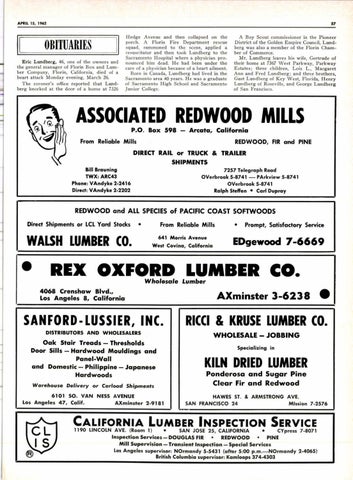 APRIL 15, 1962
57
OBITUARIES
Eric Lundberg, 46, one of the owners and
the general manager of Florin Box and Lum-
ber Company, Florin, California, died of a
heart attack Monday evening, March 26.
The coroner's office reported that Lund-
berg knocked at the door of a home at 7326
Hedge Avenue and then collapsed on the
porch. A Florin Fire Department rescue
squad, summoned to the scene, applied a
resuscitator and then took Lundberg to the
Sacramento Hospital where a physician pro-
nounced him dead. He had been under the
care of a physician because of a heart ailment.
Born in Canada, Lundberg had lived in the
Sacramento area 40 years. He was a graduate
of Sacramento High School and Sacramento
Junior College.
A Boy Scout commissioner in the Pioneer
District of the Golden Empire Council, Lund-
berg was also a member of the Florin Cham-
ber of Commerce.
Mr. Lundberg leaves his wife, Gertrude of
their home at 7367 West Parkway, Parkway
Estates; three children, Lois L., Margaret
Ann and Fred Lundberg; and three brothers,
Gust Lundberg of Key West, Florida, Henry
Lundberg of Roseville, and George Lundberg
of San Francisco.
ASSOCIATED REDWOOD MILLS
P.O. Box 598 — Arcata, California
From Reliable Mills
REDWOOD, FIR and PINE
DIRECT RAIL or TRUCK & TRAILER
SHIPMENTS
Bill Brauning
TWX: ARC43
Phone: VAndyke 2-2416
Direct: VAndyke 2-2202
7257 Telegraph Road
OVerbrook 5-8741 — PArkview 5-8741
OVerbrook 5-8741
Ralph Steffen • Carl Dupray
REDWOOD and ALL SPECIES of PACIFIC COAST SOFTWOODS
Direct Shipments or LCL Yard Stocks • From Reliable Mills • Prompt, Satisfactory Service
WALSH LUMBER CO.
641 Morris Avenue
West Covina, California
EDgewood 7-6669
• REX OXFORD LUMBER CO.
Wholesale Lumber
4068 Crenshaw Blvd.,
Los Angeles 8, California
AXminster 3-6238 •
SANFORD-LUSSIER, INC.
DISTRIBUTORS AND WHOLESALERS
Oak Stair Treads — Thresholds
Door Sills — Hardwood Mouldings and
Panel-Wall
and Domestic — Philippine — Japanese
Hardwoods
Warehouse Delivery or Carload Shipments
6101 SO. VAN NESS AVENUE
Los Angeles 47, Calif.
AXminster 2-9181
RICCI & KRUSE LUMBER CO.
WHOLESALE — JOBBING
Specializing in
KILN DRIED LUMBER
Ponderosa and Sugar Pine
Clear Fir and Redwood
HAWES ST. & ARMSTRONG AVE.
SAN FRANCISCO 24
Mission 7-2576
CLIS
®
CALIFORNIA LUMBER INSPECTION SERVICE
1190 LINCOLN AVE. (Room 1) • SAN JOSE 25, CALIFORNIA • CYpress 7-8071
Inspection Services — DOUGLAS FIR • REDWOOD • PINE
Mill Supervision — Transient Inspection — Special Services
Los Angeles supervisor: NOrmandy 5-5431 (after 5:00 p.m.—NOrmandy 2-4065)
British Columbia supervisor: Kamloops 374-4303